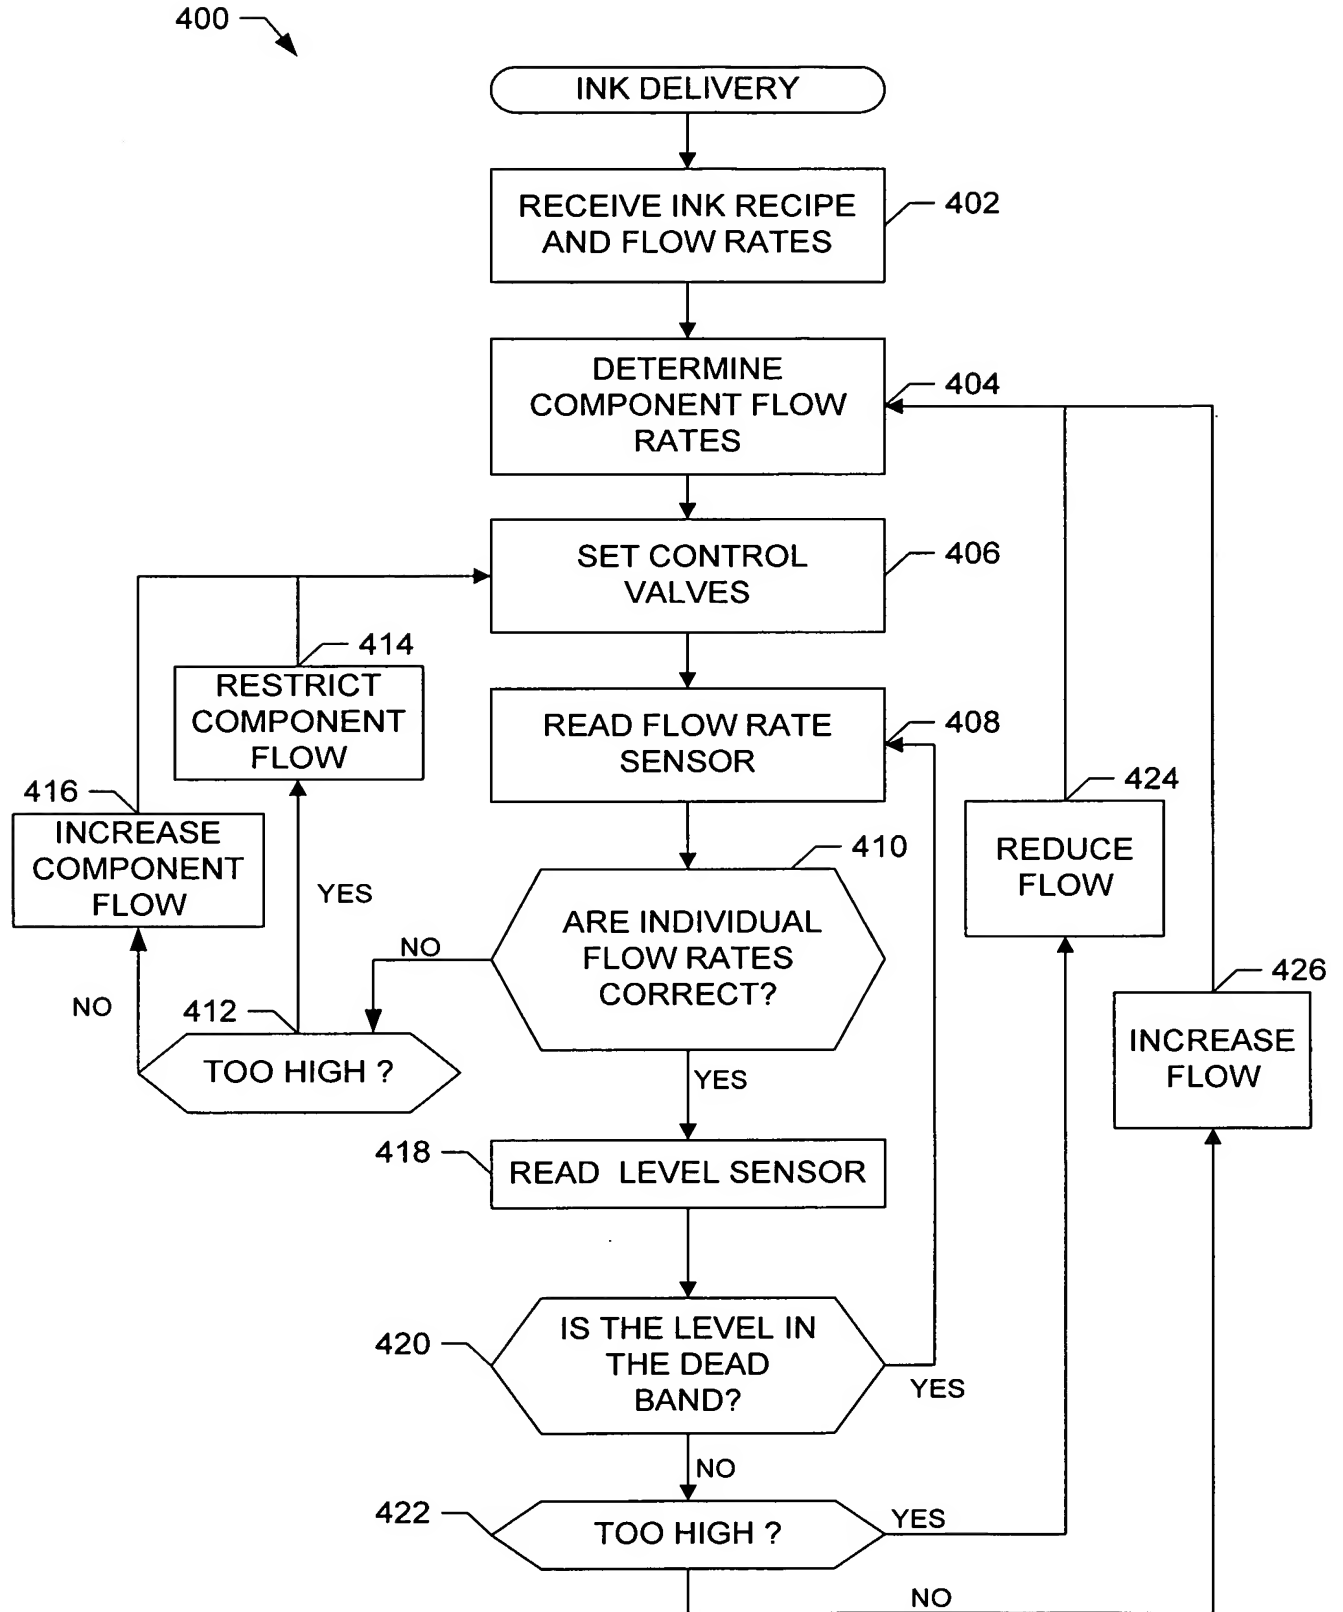 400
INK DELIVERY
RECEIVE INK RECIPE
AND FLOW RATES
402
DETERMINE
COMPONENT FLOW
RATES
404
SET CONTROL
VALVES
406
414
RESTRICT
COMPONENT
FLOW
READ FLOW RATE
SENSOR
408
416
INCREASE
COMPONENT
FLOW
YES
424
REDUCE
FLOW
410
ARE INDIVIDUAL
FLOW RATES
CORRECT?
NO
NO
412
TOO HIGH ?
426
INCREASE
FLOW
YES
418
READ LEVEL SENSOR
420
IS THE LEVEL IN
THE DEAD
BAND?
YES
NO
422
TOO HIGH ?
YES
NO